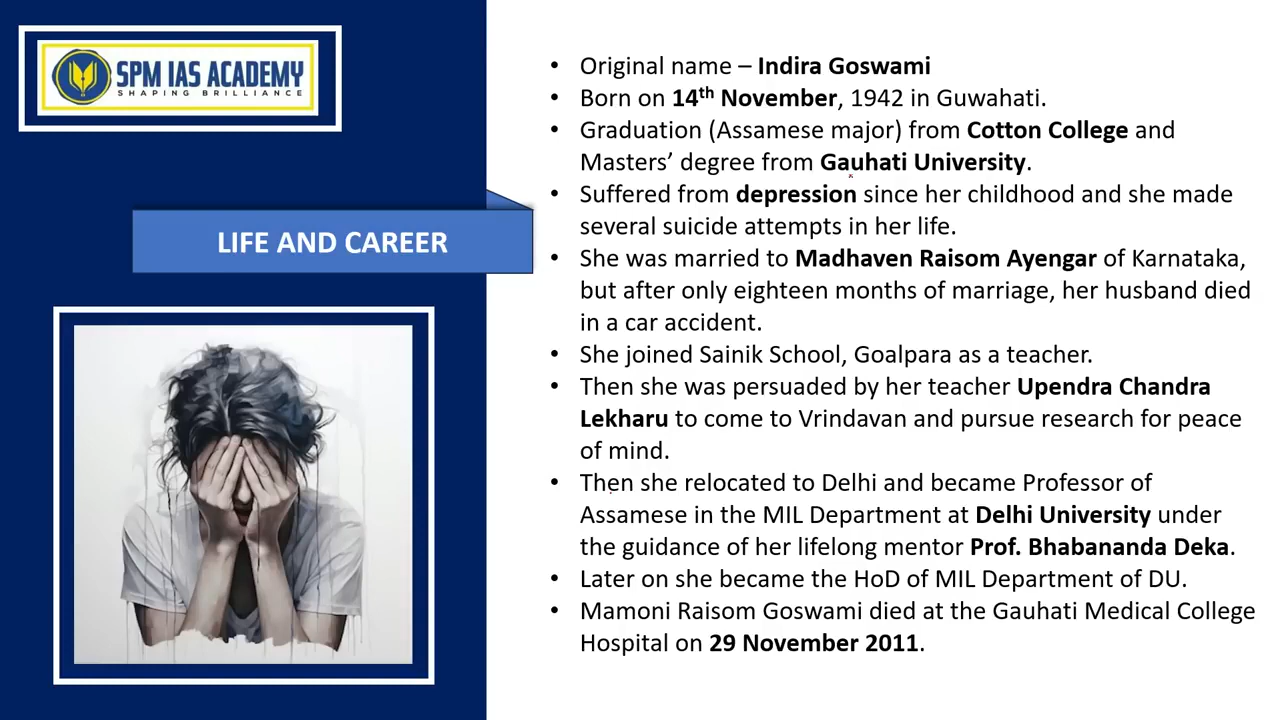 SPM IAS ACADEMY
SHAPING BRILLIANCE
LIFE AND CAREER
• Original name – Indira Goswami
• Born on 14th November, 1942 in Guwahati.
• Graduation (Assamese major) from Cotton College and
Masters’ degree from Gauhati University.
• Suffered from depression since her childhood and she made
several suicide attempts in her life.
• She was married to Madhaven Raisom Ayengar of Karnataka,
but after only eighteen months of marriage, her husband died
in a car accident.
• She joined Sainik School, Goalpara as a teacher.
• Then she was persuaded by her teacher Upendra Chandra
Lekharu to come to Vrindavan and pursue research for peace
of mind.
• Then she relocated to Delhi and became Professor of
Assamese in the MIL Department at Delhi University under
the guidance of her lifelong mentor Prof. Bhabananda Deka.
• Later on she became the HoD of MIL Department of DU.
• Mamoni Raisom Goswami died at the Gauhati Medical College
Hospital on 29 November 2011.